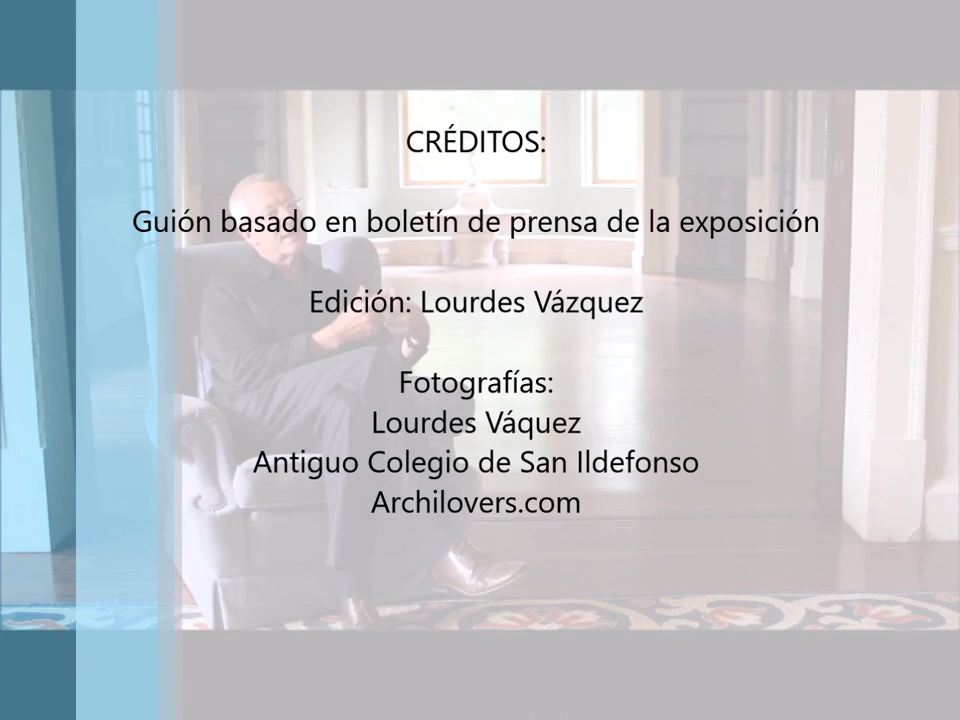 CRÉDITOS:
Guión basado en boletín de prensa de la exposición
Edición: Lourdes Vázquez
Fotografías:
Lourdes Váquez
Antiguo Colegio de San Ildefonso
Archilovers.com